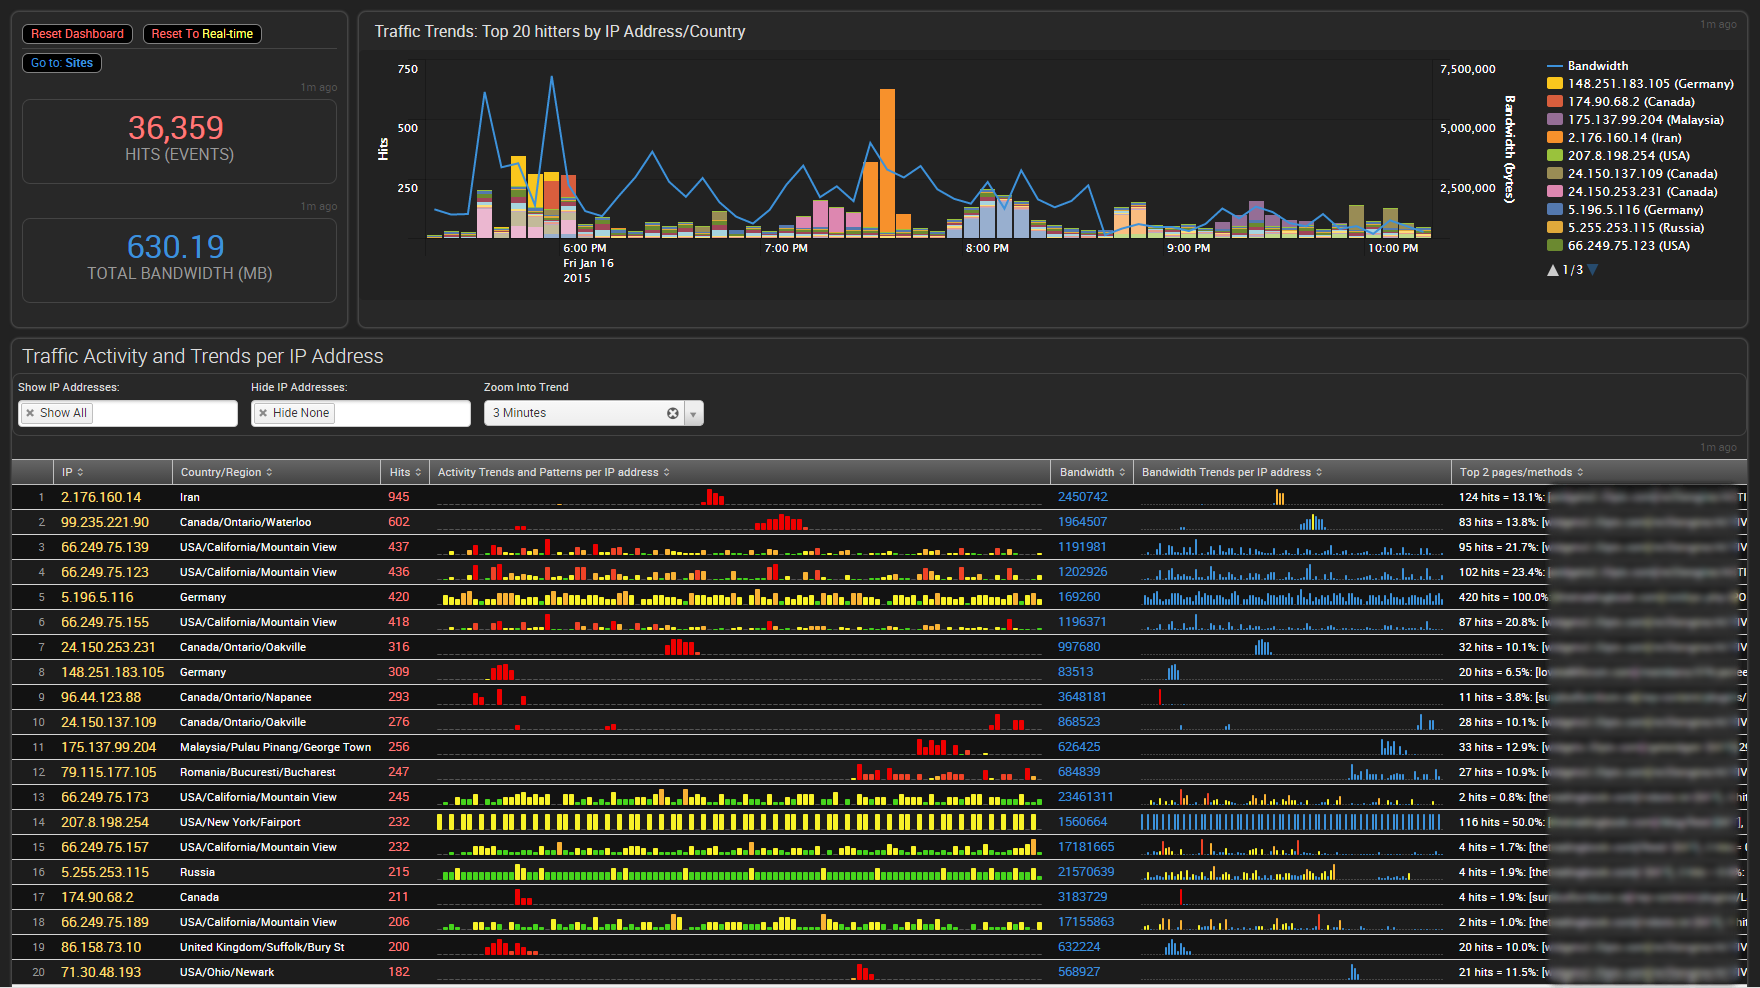 Reset Dashboard Reset To Real-time
Go to: Sites
1m ago
36,359
HITS (EVENTS)
1m ago
630.19
TOTAL BANDWIDTH (MB)
Traffic Trends: Top 20 hitters by IP Address/Country
1m ago
Hits
750
500
250
6:00 PM
Fri Jan 16
2015
7:00 PM
8:00 PM
9:00 PM
10:00 PM
7,500,000
5,000,000
2,500,000
Bandwidth (bytes)
Bandwidth
148.251.183.105 (Germany)
174.90.68.2 (Canada)
175.137.99.204 (Malaysia)
2.176.160.14 (Iran)
207.8.198.254 (USA)
24.150.137.109 (Canada)
24.150.253.231 (Canada)
5.196.5.116 (Germany)
5.255.253.115 (Russia)
66.249.75.123 (USA)
1/3
Traffic Activity and Trends per IP Address
Show IP Addresses: Hide IP Addresses: Zoom Into Trend
Show All Hide None 3 Minutes
1m ago
IP Country/Region Hits Activity Trends and Patterns per IP address Bandwidth Bandwidth Trends per IP address Top 2 pages/methods
1 2.176.160.14 Iran 945 2450742 124 hits = 13.1%:
2 99.235.221.90 Canada/Ontario/Waterloo 602 1964507 83 hits = 13.8%:
3 66.249.75.139 USA/California/Mountain View 437 1191981 95 hits = 21.7%:
4 66.249.75.123 USA/California/Mountain View 436 1202926 102 hits = 23.4%:
5 5.196.5.116 Germany 420 169260 420 hits = 100.0%
6 66.249.75.155 USA/California/Mountain View 418 1196371 87 hits = 20.8%:
7 24.150.253.231 Canada/Ontario/Oakville 316 997680 32 hits = 10.1%:
8 148.251.183.105 Germany 309 83513 20 hits = 6.5%:
9 96.44.123.88 Canada/Ontario/Napanee 293 3648181 11 hits = 3.8%:
10 24.150.137.109 Canada/Ontario/Oakville 276 868523 28 hits = 10.1%:
11 175.137.99.204 Malaysia/Pulau Pinang/George Town 256 626425 33 hits = 12.9%:
12 79.115.177.105 Romania/Bucuresti/Bucharest 247 684839 27 hits = 10.9%:
13 66.249.75.173 USA/California/Mountain View 245 23461311 2 hits = 0.8%:
14 207.8.198.254 USA/New York/Fairport 232 1560664 116 hits = 50.0%:
15 66.249.75.157 USA/California/Mountain View 232 17181665 4 hits = 1.7%:
16 5.255.253.115 Russia 215 21570639 4 hits = 1.9%:
17 174.90.68.2 Canada 211 3183729 4 hits = 1.9%:
18 66.249.75.189 USA/California/Mountain View 206 17155863 2 hits = 1.0%:
19 86.158.73.10 United Kingdom/Suffolk/Bury St 200 632224 20 hits = 10.0%:
20 71.30.48.193 USA/Ohio/Newark 182 568927 21 hits = 11.5%: